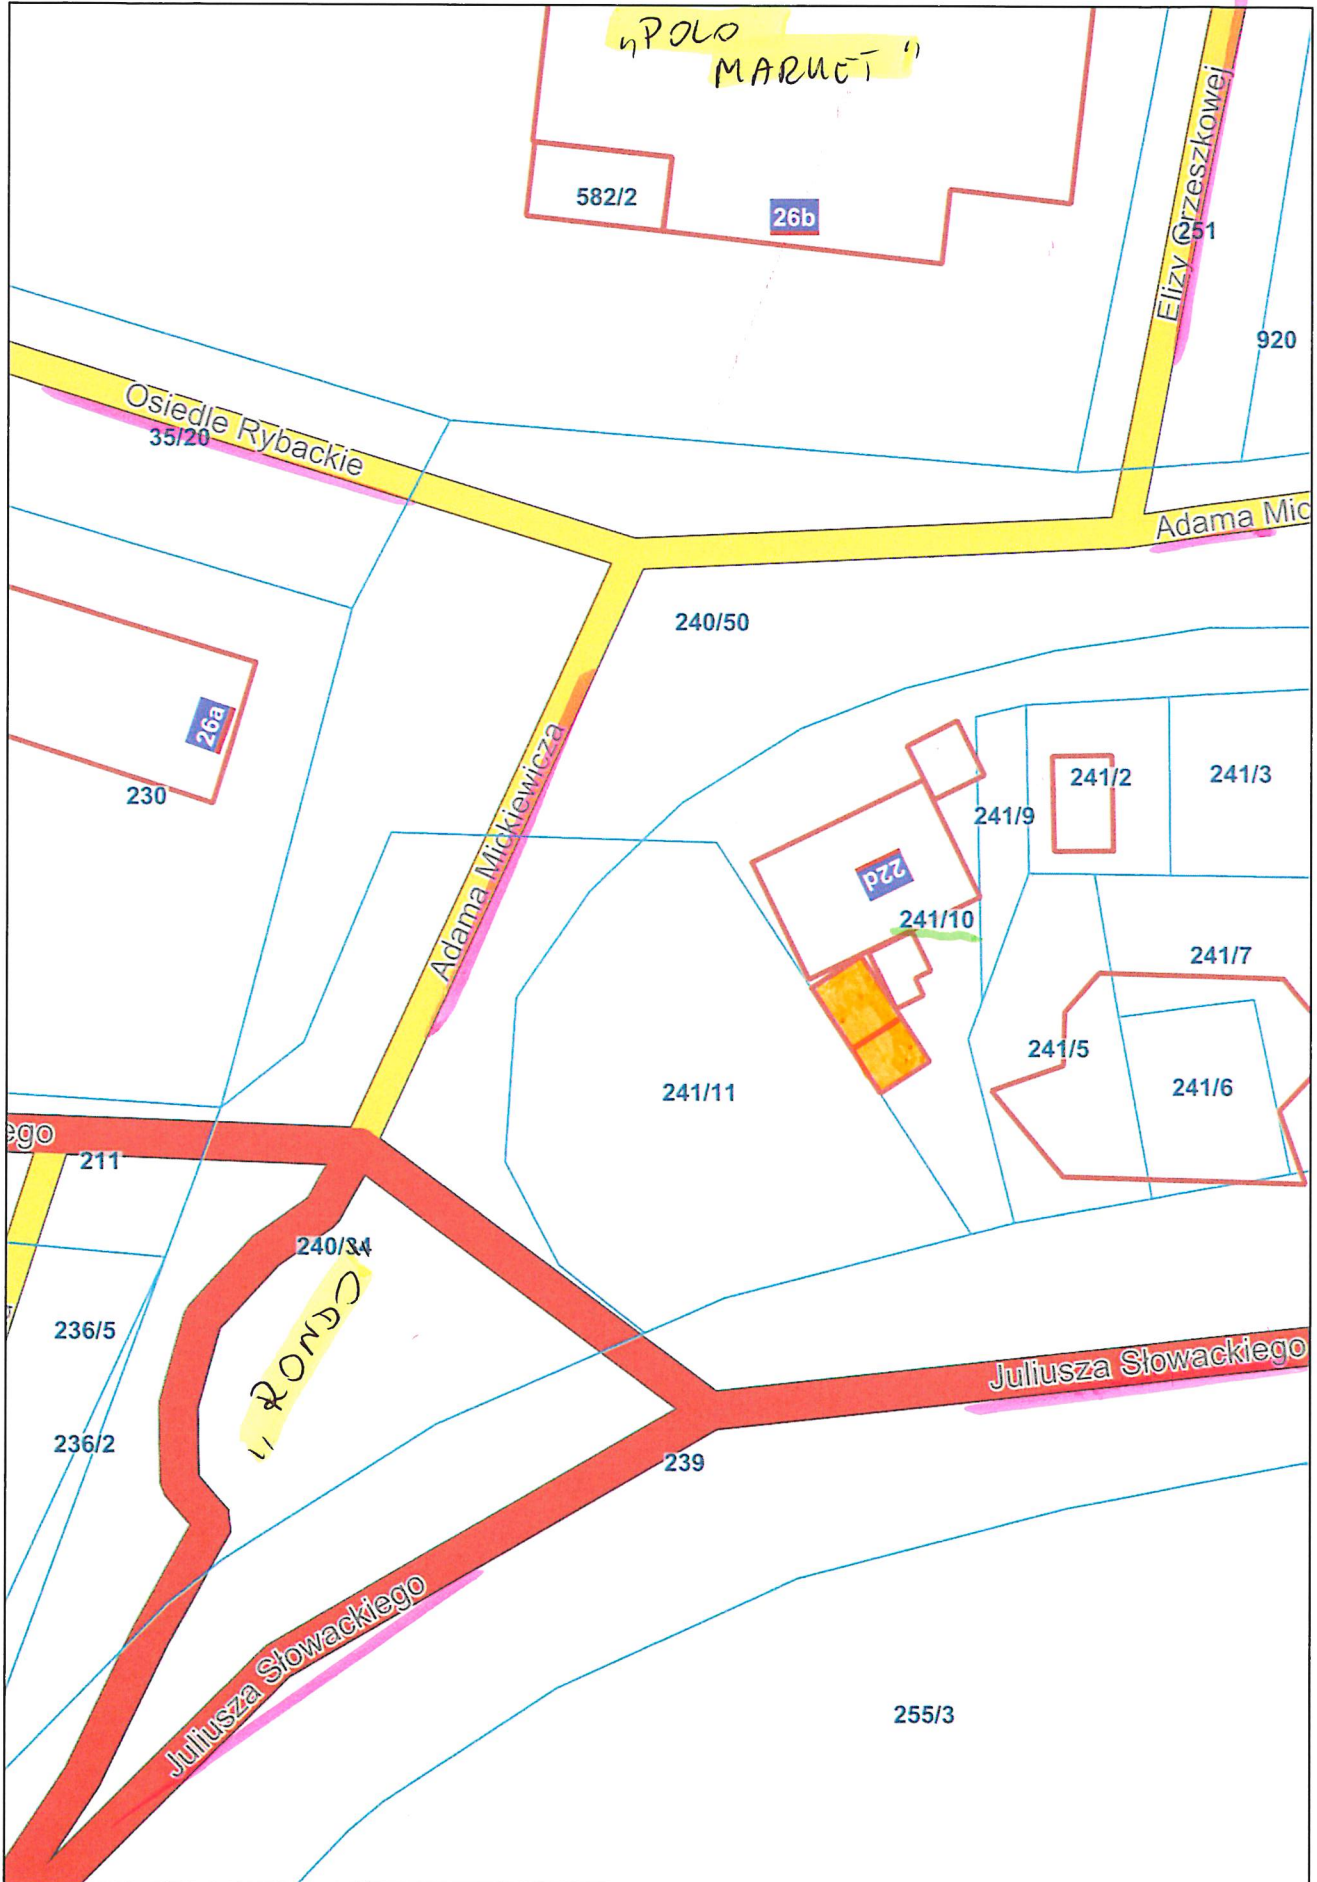 „POLO
MARKET"
582/2
26b
Elizy Orzeszkowej
251
920
Osiedle Rybackie
35/20
Adama Mic
240/50
26a
230
Adama Mickiewicza
241/2
241/3
241/9
22d
241/10
241/7
241/5
241/6
241/11
ego
211
240/34
„RONDO"
236/5
Juliusza Słowackiego
236/2
239
Juliusza Słowackiego
255/3